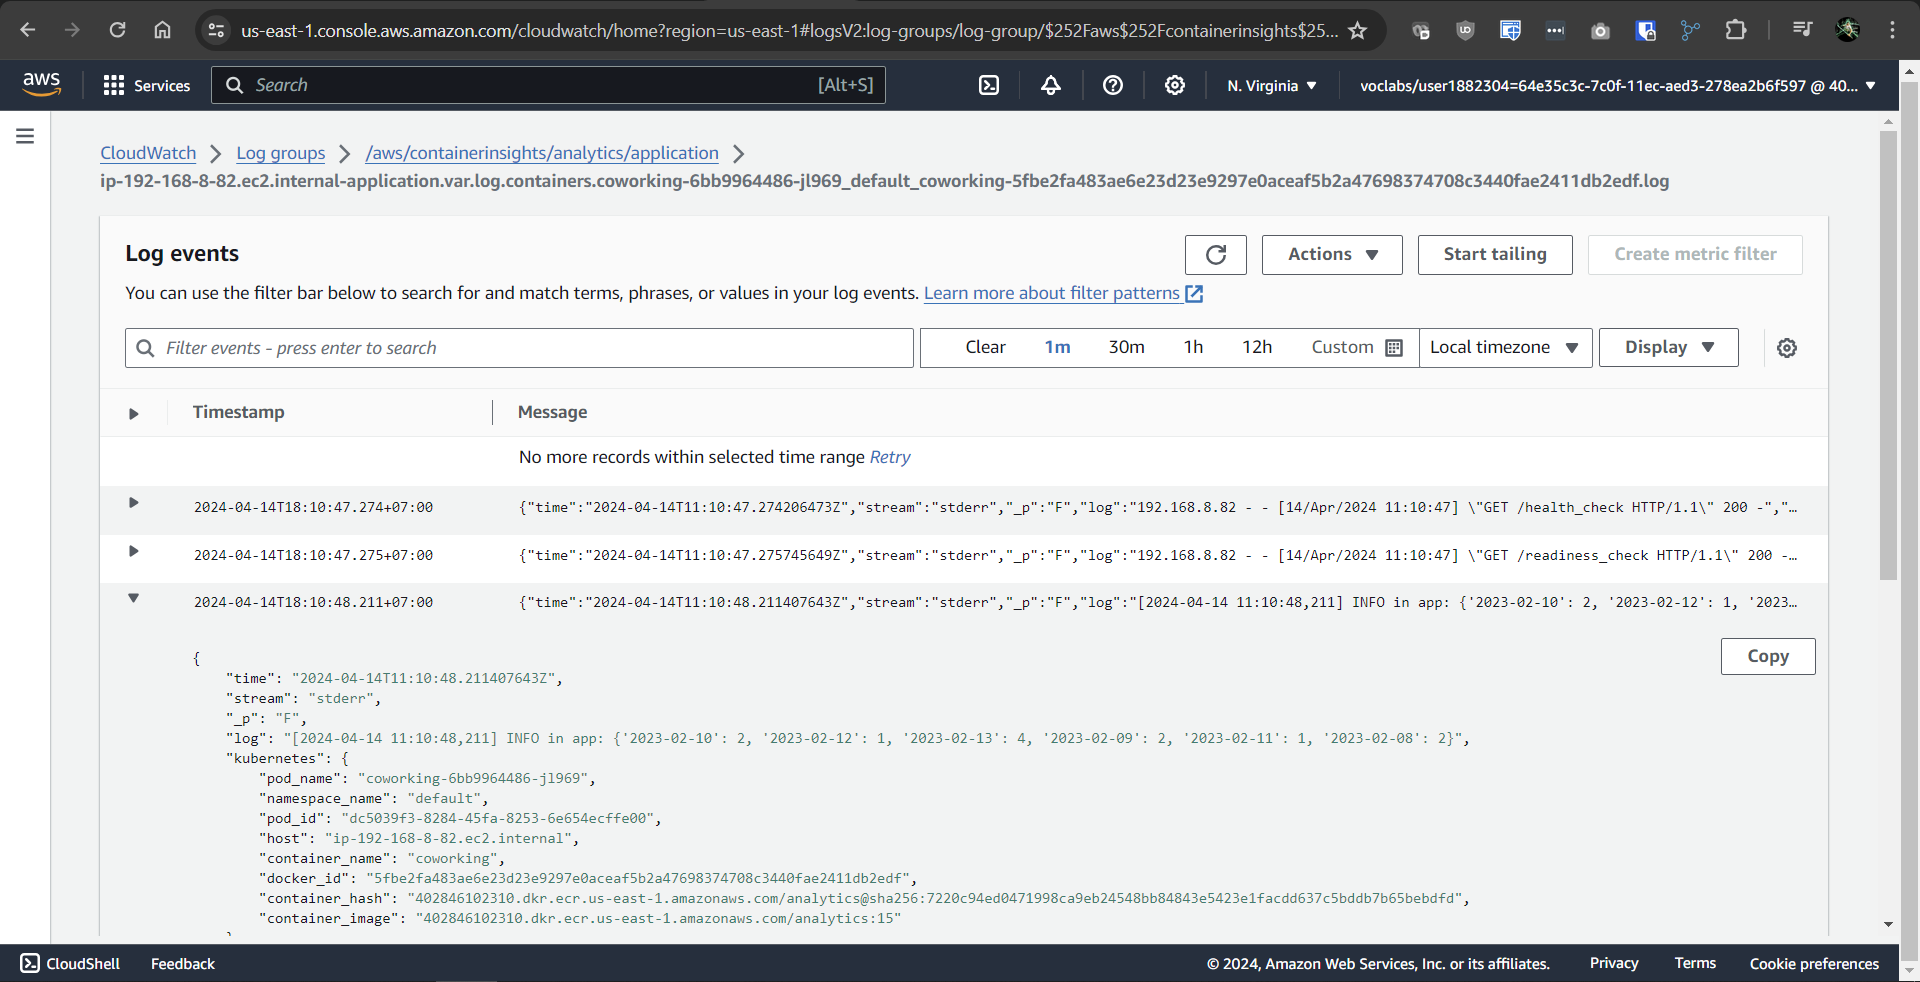 us-east-1.console.aws.amazon.com/cloudwatch/home?region=us-east-1#logsV2:log-groups/log-group/$252Faws$252Fcontainerinsights$25...
aws Services Search [Alt+S] N. Virginia voclabs/user1882304=64e35c3c-7c0f-11ec-aed3-278ea2b6f597 @ 40...
CloudWatch Log groups /aws/containerinsights/analytics/application
ip-192-168-8-82.ec2.internal-application.var.log.containers.coworking-6bb9964486-jl969_default_coworking-5fbe2fa483ae6e23d23e9297e0aceaf5b2a47698374708c3440fae2411db2edf.log
Log events Actions Start tailing Create metric filter
You can use the filter bar below to search for and match terms, phrases, or values in your log events. Learn more about filter patterns
Filter events - press enter to search Clear 1m 30m 1h 12h Custom Local timezone Display
Timestamp Message
No more records within selected time range Retry
2024-04-14T18:10:47.274+07:00 {"time":"2024-04-14T11:10:47.274206473Z","stream":"stderr","_p":"F","log":"192.168.8.82 - - [14/Apr/2024 11:10:47] \"GET /health_check HTTP/1.1\" 200 -","…
2024-04-14T18:10:47.275+07:00 {"time":"2024-04-14T11:10:47.275745649Z","stream":"stderr","_p":"F","log":"192.168.8.82 - - [14/Apr/2024 11:10:47] \"GET /readiness_check HTTP/1.1\" 200 -…
2024-04-14T18:10:48.211+07:00 {"time":"2024-04-14T11:10:48.211407643Z","stream":"stderr","_p":"F","log":"[2024-04-14 11:10:48,211] INFO in app: {'2023-02-10': 2, '2023-02-12': 1, '2023…
Copy
{
"time": "2024-04-14T11:10:48.211407643Z",
"stream": "stderr",
"_p": "F",
"log": "[2024-04-14 11:10:48,211] INFO in app: {'2023-02-10': 2, '2023-02-12': 1, '2023-02-13': 4, '2023-02-09': 2, '2023-02-11': 1, '2023-02-08': 2}",
"kubernetes": {
"pod_name": "coworking-6bb9964486-jl969",
"namespace_name": "default",
"pod_id": "dc5039f3-8284-45fa-8253-6e654ecffe00",
"host": "ip-192-168-8-82.ec2.internal",
"container_name": "coworking",
"docker_id": "5fbe2fa483ae6e23d23e9297e0aceaf5b2a47698374708c3440fae2411db2edf",
"container_hash": "402846102310.dkr.ecr.us-east-1.amazonaws.com/analytics@sha256:7220c94ed0471998ca9eb24548bb84843e5423e1facdd637c5bddb7b65bebdfd",
"container_image": "402846102310.dkr.ecr.us-east-1.amazonaws.com/analytics:15"
CloudShell Feedback © 2024, Amazon Web Services, Inc. or its affiliates. Privacy Terms Cookie preferences